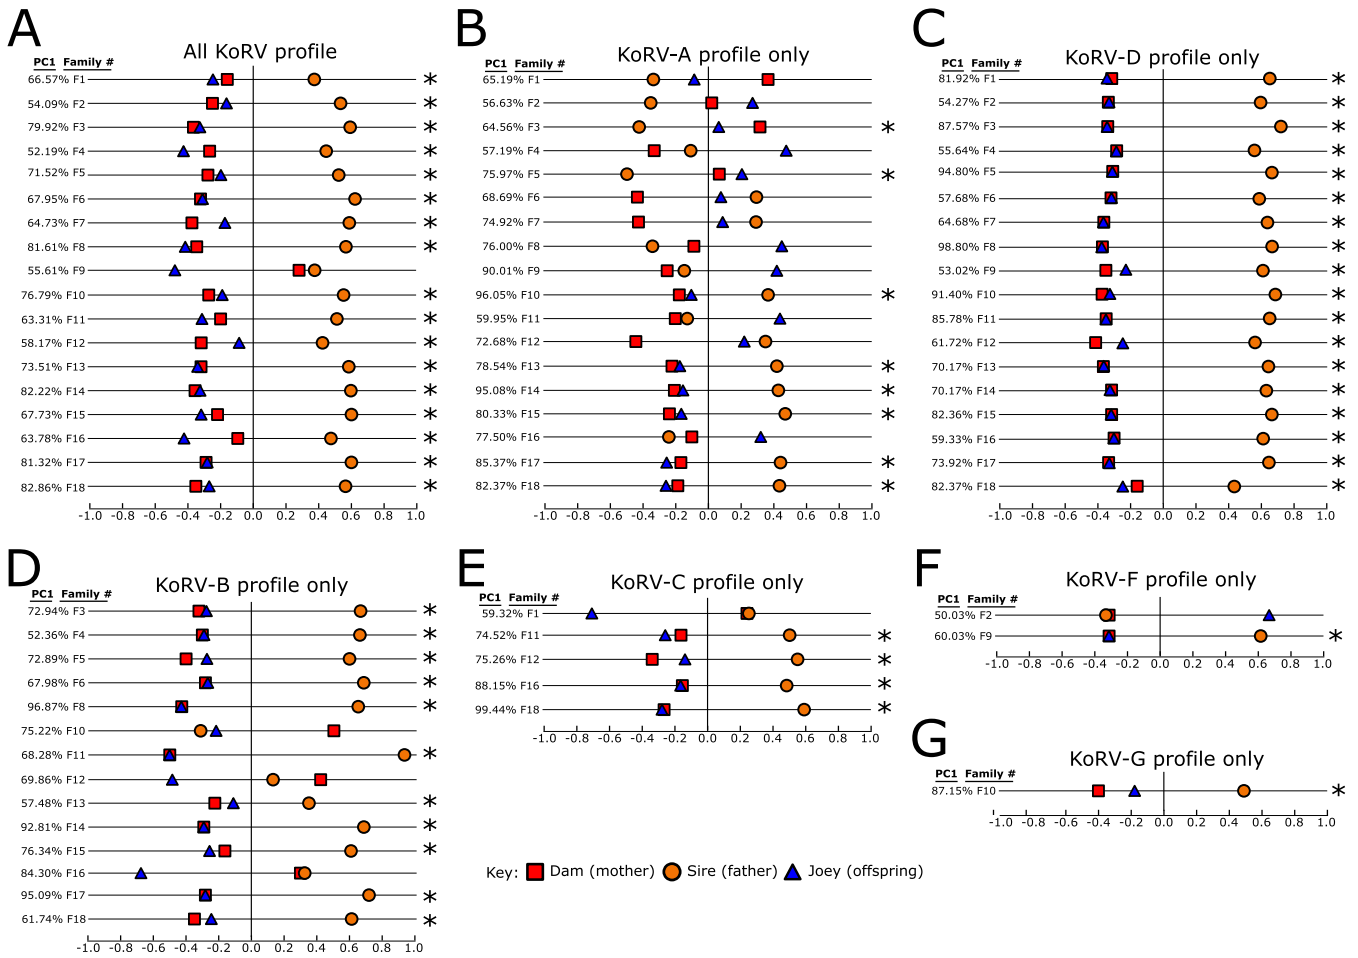 A
All KoRV profile
PC1 Family #
66.57% F1 *
54.09% F2 *
79.92% F3 *
52.19% F4 *
71.52% F5 *
67.95% F6 *
64.73% F7 *
81.61% F8 *
55.61% F9
76.79% F10 *
63.31% F11 *
58.17% F12 *
73.51% F13 *
82.22% F14 *
67.73% F15 *
63.78% F16 *
81.32% F17 *
82.86% F18 *
-1.0 -0.8 -0.6 -0.4 -0.2 0.0 0.2 0.4 0.6 0.8 1.0
B
KoRV-A profile only
PC1 Family #
65.19% F1
56.63% F2
64.56% F3 *
57.19% F4
75.97% F5 *
68.69% F6
74.92% F7
76.00% F8
90.01% F9
96.05% F10 *
59.95% F11
72.68% F12
78.54% F13 *
95.08% F14 *
80.33% F15 *
77.50% F16
85.37% F17 *
82.37% F18 *
-1.0 -0.8 -0.6 -0.4 -0.2 0.0 0.2 0.4 0.6 0.8 1.0
C
KoRV-D profile only
PC1 Family #
81.92% F1 *
54.27% F2 *
87.57% F3 *
55.64% F4 *
94.80% F5 *
57.68% F6 *
64.68% F7 *
98.80% F8 *
53.02% F9 *
91.40% F10 *
85.78% F11 *
61.72% F12 *
70.17% F13 *
70.17% F14 *
82.36% F15 *
59.33% F16 *
73.92% F17 *
82.37% F18 *
-1.0 -0.8 -0.6 -0.4 -0.2 0.0 0.2 0.4 0.6 0.8 1.0
D
KoRV-B profile only
PC1 Family #
72.94% F3 *
52.36% F4 *
72.89% F5 *
67.98% F6 *
96.87% F8 *
75.22% F10
68.28% F11 *
69.86% F12
57.48% F13 *
92.81% F14 *
76.34% F15 *
84.30% F16
95.09% F17 *
61.74% F18 *
-1.0 -0.8 -0.6 -0.4 -0.2 0.0 0.2 0.4 0.6 0.8 1.0
E
KoRV-C profile only
PC1 Family #
59.32% F1
74.52% F11 *
75.26% F12 *
88.15% F16 *
99.44% F18 *
-1.0 -0.8 -0.6 -0.4 -0.2 0.0 0.2 0.4 0.6 0.8 1.0
F
KoRV-F profile only
PC1 Family #
50.03% F2
60.03% F9 *
-1.0 -0.8 -0.6 -0.4 -0.2 0.0 0.2 0.4 0.6 0.8 1.0
G
KoRV-G profile only
PC1 Family #
87.15% F10 *
-1.0 -0.8 -0.6 -0.4 -0.2 0.0 0.2 0.4 0.6 0.8 1.0
Key: Dam (mother) Sire (father) Joey (offspring)